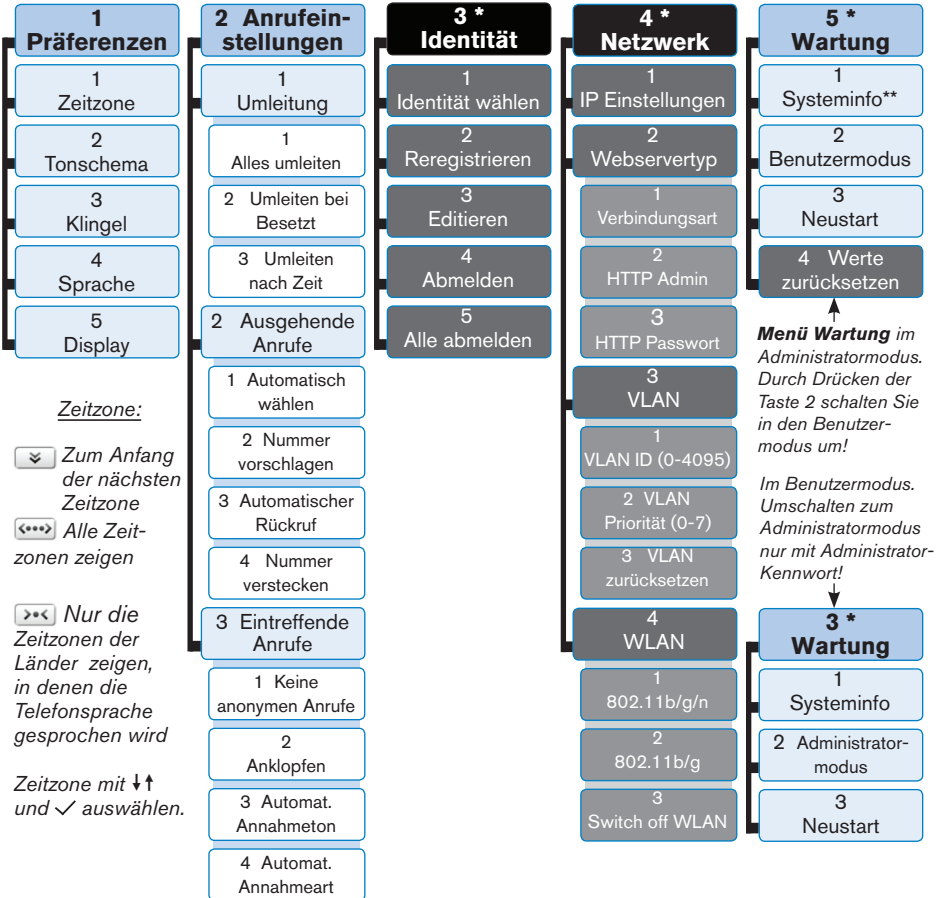 1
Präferenzen
1
Zeitzone
2
Tonschema
3
Klingel
4
Sprache
5
Display
Zeitzone:
Zum Anfang
der nächsten
Zeitzone
Alle Zeit-
zonen zeigen
Nur die
Zeitzonen der
Länder zeigen,
in denen die
Telefonsprache
gesprochen wird
Zeitzone mit ↓↑
und ✓ auswählen.
2 Anrufein-
stellungen
1
Umleitung
1
Alles umleiten
2 Umleiten bei
Besetzt
3 Umleiten
nach Zeit
2 Ausgehende
Anrufe
1 Automatisch
wählen
2 Nummer
vorschlagen
3 Automatischer
Rückruf
4 Nummer
verstecken
3 Eintreffende
Anrufe
1 Keine
anonymen Anrufe
2
Anklopfen
3 Automat.
Annahmeton
4 Automat.
Annahmeart
3 *
Identität
1
Identität wählen
2
Reregistrieren
3
Editieren
4
Abmelden
5
Alle abmelden
4 *
Netzwerk
1
IP Einstellungen
2
Webservertyp
1
Verbindungsart
2
HTTP Admin
3
HTTP Passwort
3
VLAN
1
VLAN ID (0-4095)
2 VLAN
Priorität (0-7)
3 VLAN
zurücksetzen
4
WLAN
1
802.11b/g/n
2
802.11b/g
3
Switch off WLAN
5 *
Wartung
1
Systeminfo**
2
Benutzermodus
3
Neustart
4 Werte
zurücksetzen
Menü Wartung im
Administratormodus.
Durch Drücken der
Taste 2 schalten Sie
in den Benutzer-
modus um!
Im Benutzermodus.
Umschalten zum
Administratormodus
nur mit Administrator-
Kennwort!
3 *
Wartung
1
Systeminfo
2 Administrator-
modus
3
Neustart